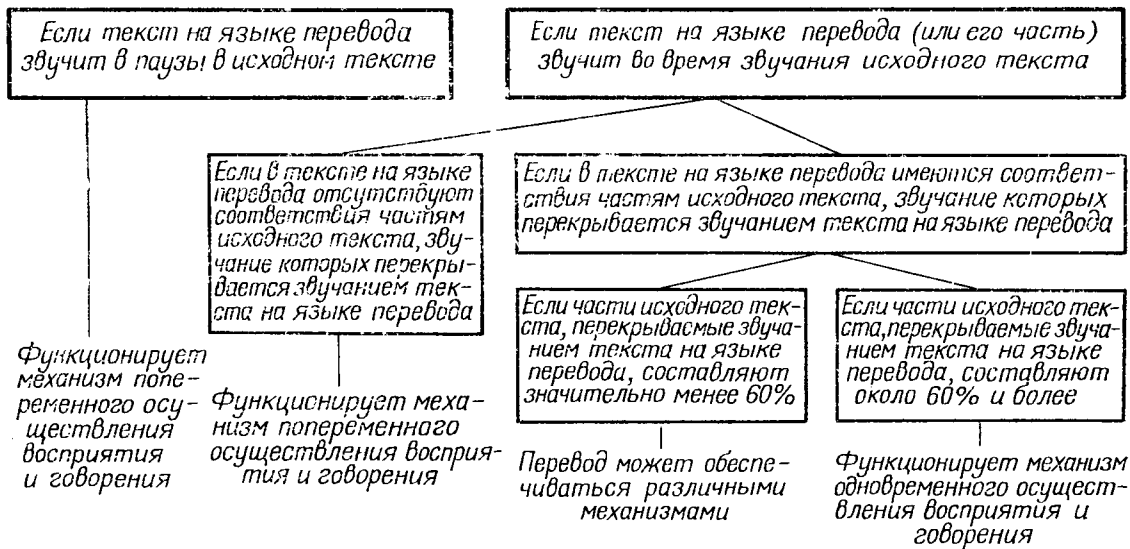 Если текст на языке перевода
звучит в паузы в исходном тексте
Если текст на языке перевода (или его часть)
звучит во время звучания исходного текста
Если в тексте на языке
перевода отсутствуют
соответствия частям
исходного текста, зву-
чание которых перекры-
вается звучанием тек-
ста на языке перевода
Если в тексте на языке перевода имеются соответ-
ствия частям исходного текста, звучание которых
перекрывается звучанием текста на языке перевода
Если части исходного тек-
ста, перекрываемые звуча-
нием текста на языке
перевода, составляют
значительно менее 60%
Если части исходного тек-
ста, перекрываемые звуча-
нием текста на языке
перевода, составляют
около 60% и более
Функционирует
механизм попе-
ременного осу-
ществления
восприятия
и говорения
Функционирует меха-
низм попеременного
осуществления восприя-
тия и говорения
Перевод может обеспе-
чиваться различными
механизмами
Функционирует механизм
одновременного осущест-
вления восприятия и
говорения